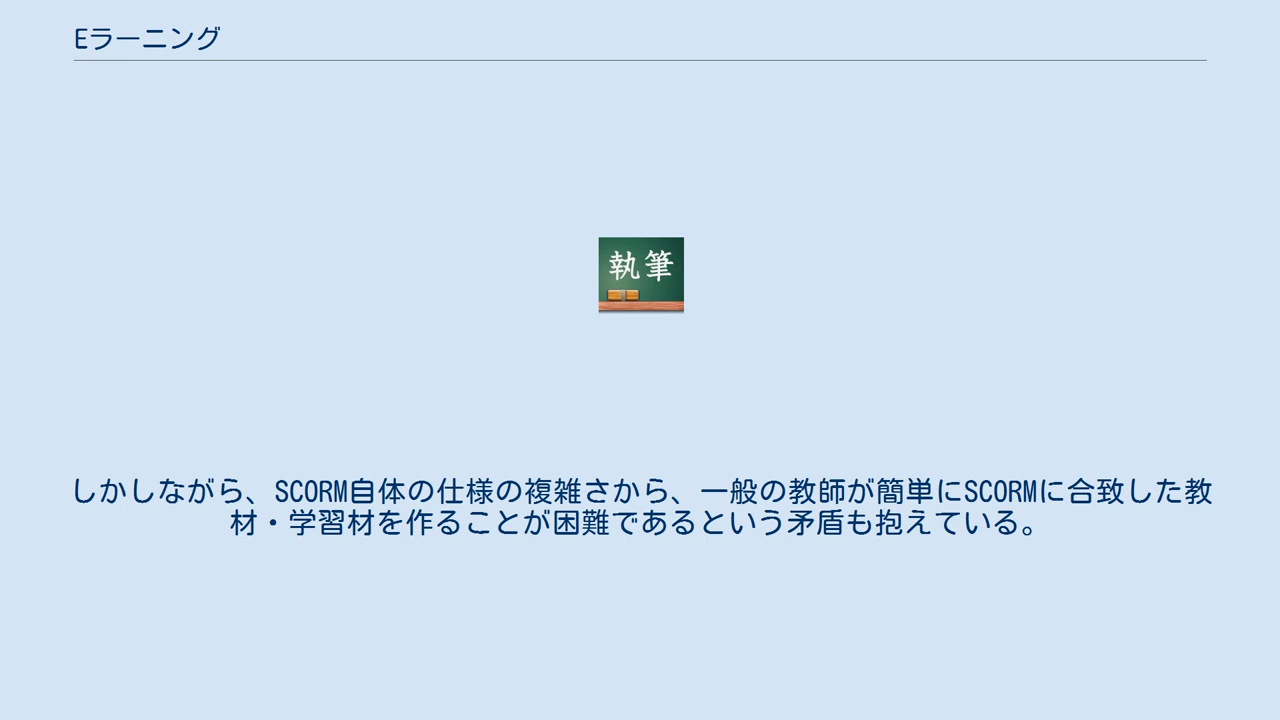 Eラーニング
執筆
しかしながら、SCORM自体の仕様の複雑さから、一般の教師が簡単にSCORMに合致した教
材・学習材を作ることが困難であるという矛盾も抱えている。